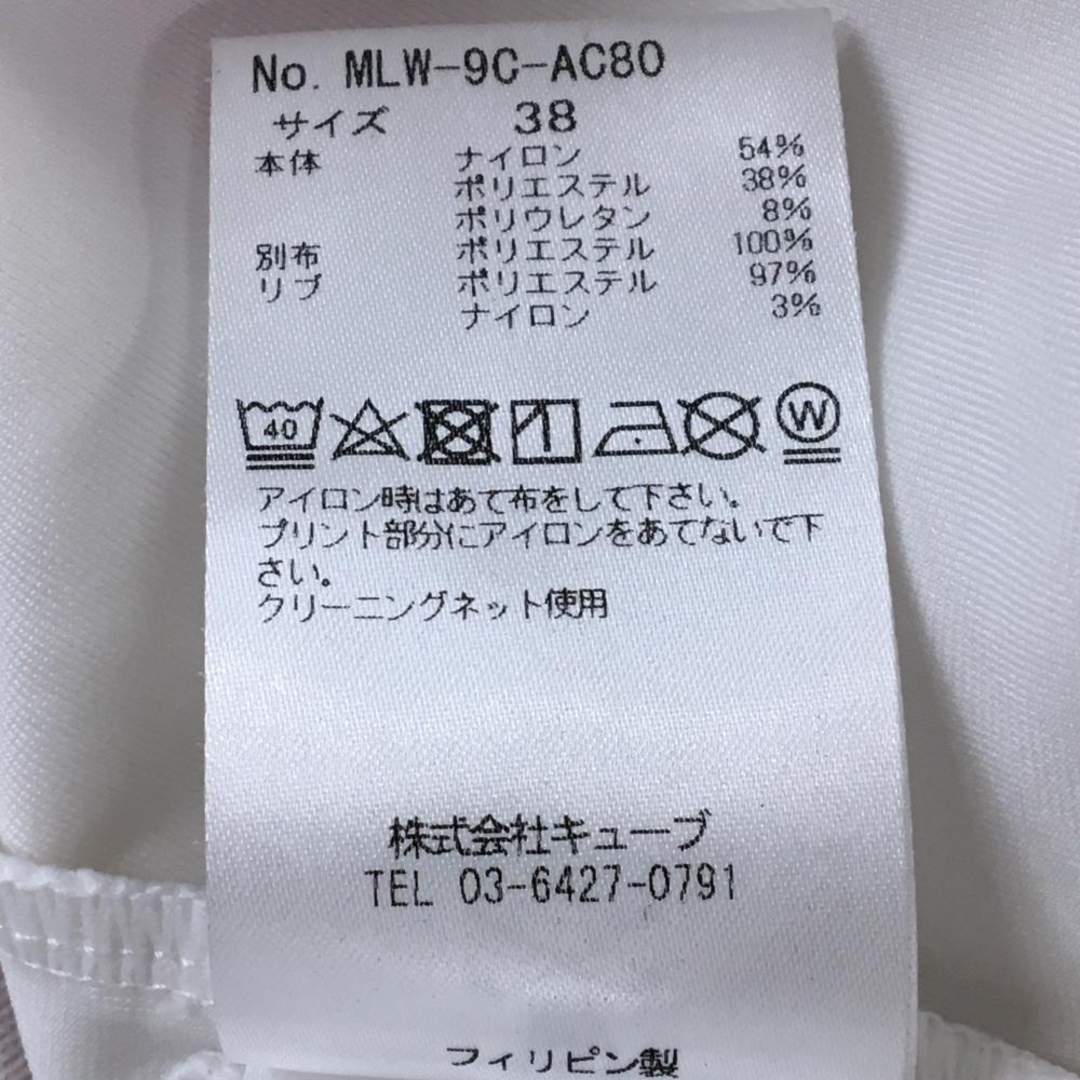 No. MLW-9C-AC80
サイズ 38
本体 ナイロン 54%
ポリエステル 38%
ポリウレタン 8%
別布 ポリエステル 100%
リブ ポリエステル 97%
ナイロン 3%
40 W
アイロン時はあて布をして下さい。
プリント部分にアイロンをあてないで下
さい。
クリーニングネット使用
株式会社キューブ
TEL 03-6427-0791
フィリピン製